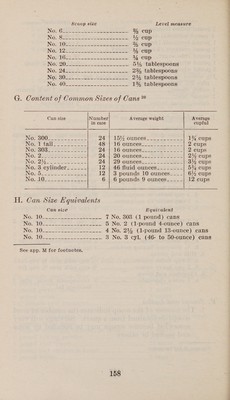 Scoop size Level measure
No. 6 ⅔ cup
No. 8 ½ cup
No. 10 ⅖ cup
No. 12 ⅓ cup
No. 16 ¼ cup
No. 20 tablespoons
No. 24 2⅔ tablespoons
No. 30 tablespoons
No. 40 tablespoons
G. Content of Common Sizes of Cans
Can size Number in case Average weight Average cupful
No. 300 24 15½ ounces 1¾ cups
No. 1 tall 48 16 ounces 2 cups
No. 303 24 16 ounces 2 cups
No. 2 24 20 ounces 2½ cups
No. 2½ 24 29 ounces 3½ cups
No. 3 cylinder 12 46 fluid ounces 5¾ cups
No. 5 12 3 pounds 10 ounces 6½ cups
No. 10 6 6 pounds 9 ounces 12 cups
H. Can Size Equivalents
Can size Equivalent
No. 10 7 No. 303 (1 pound) cans
No. 10 5 No. 2 (1-pound 4-ounce) cans
No. 10 4 No. 2½ (1-pound 13-ounce) cans
No. 10 3 No. 3 cyl. (46- to 50-ounce) cans
See app. M for footnotes.
158